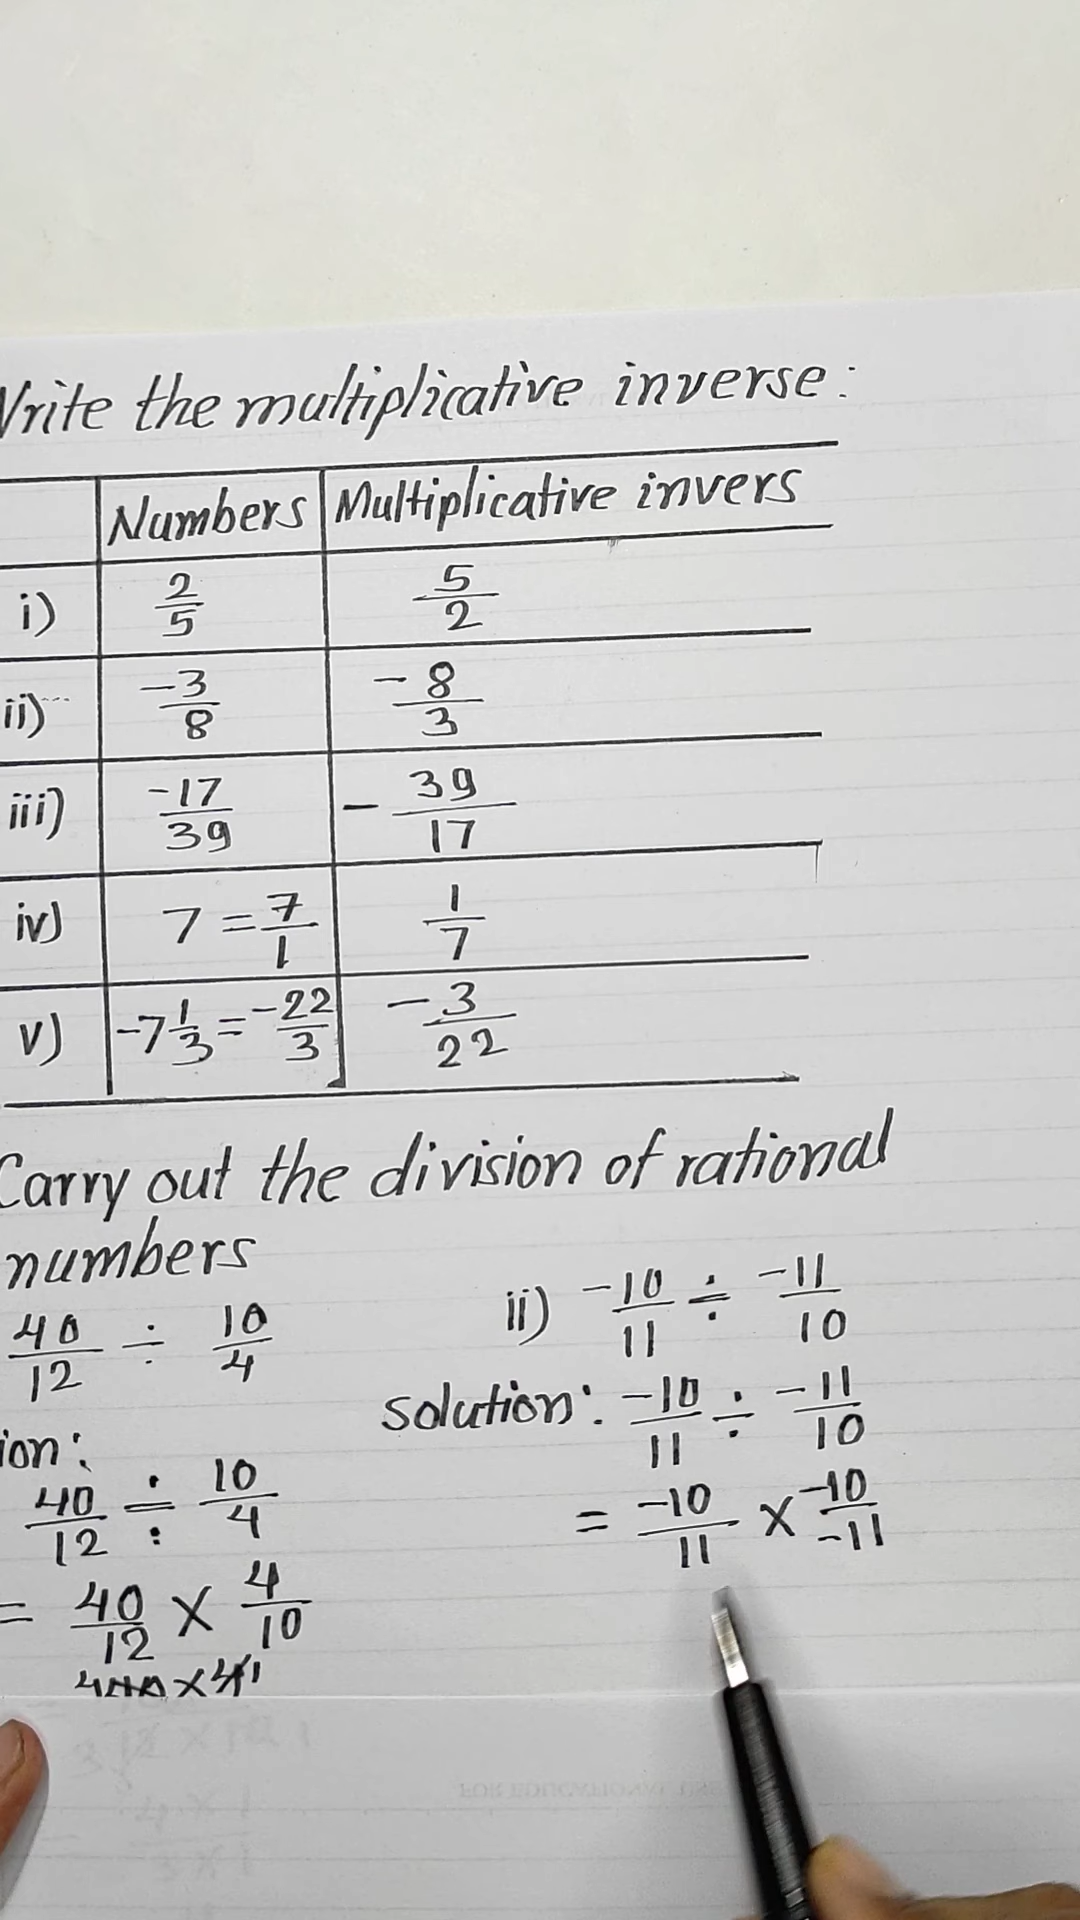 Write the multiplicative inverse:
Numbers Multiplicative invers
i) 2/5 5/2
ii) -3/8 -8/3
iii) -17/39 -39/17
iv) 7 = 7/1 1/7
v) -7 1/3 = -22/3 -3/22
Carry out the division of rational
numbers
40/12 ÷ 10/4
ion:
40/12 ÷ 10/4
= 40/12 × 4/10
ii) -10/11 ÷ -11/10
solution: -10/11 ÷ -11/10
= -10/11 × -10/-11